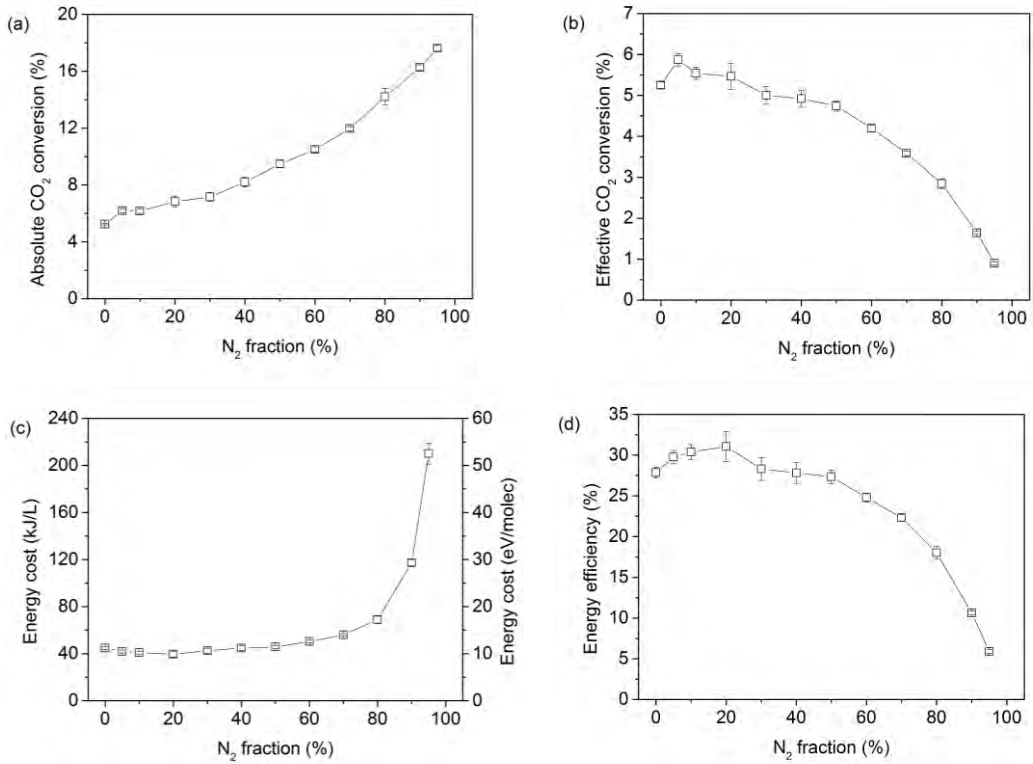 (a)
Absolute CO2 conversion (%)
20
16
12
8
4
0
0 20 40 60 80 100
N2 fraction (%)
(b)
Effective CO2 conversion (%)
7
6
5
4
3
2
1
0
0 20 40 60 80 100
N2 fraction (%)
(c)
Energy cost (kJ/L)
240
200
160
120
80
40
0
60
50
40
30
20
10
0
Energy cost (eV/molec)
0 20 40 60 80 100
N2 fraction (%)
(d)
Energy efficiency (%)
35
30
25
20
15
10
5
0
0 20 40 60 80 100
N2 fraction (%)